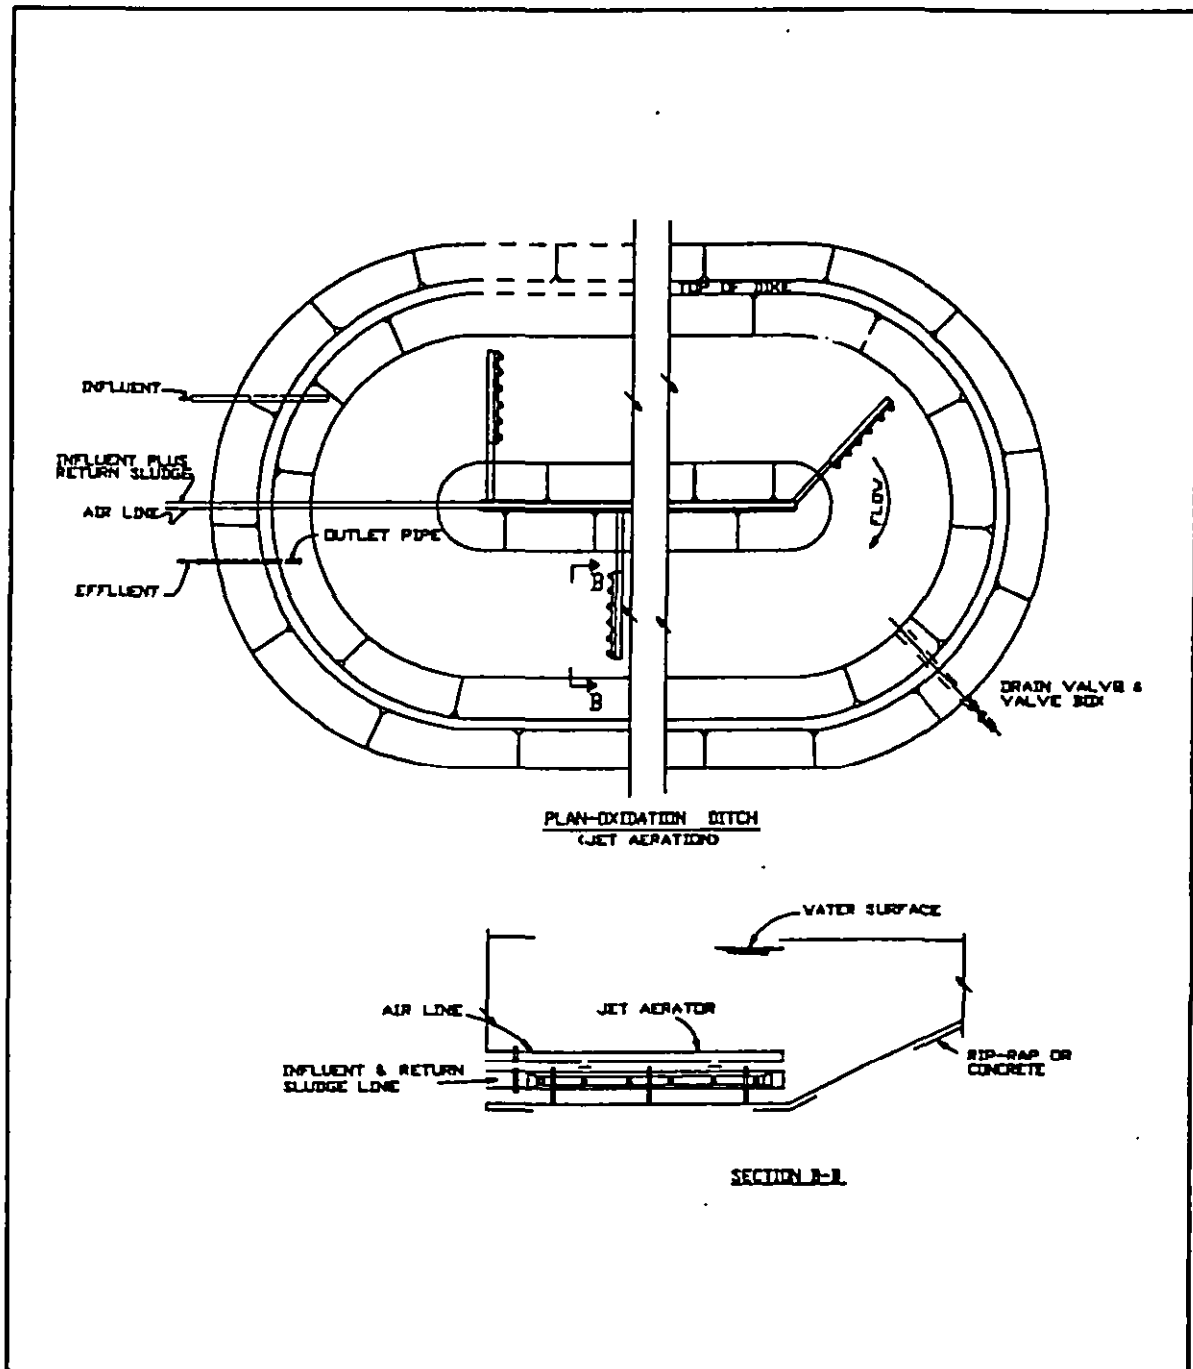 TOP OF DIKE
INFLUENT
INFLUENT PLUS
RETURN SLUDGE
AIR LINE
OUTLET PIPE
EFFLUENT
FLOW
B
B
DRAIN VALVE &
VALVE BOX
PLAN-OXIDATION DITCH
(JET AERATION)
WATER SURFACE
AIR LINE
JET AERATOR
INFLUENT & RETURN
SLUDGE LINE
RIP-RAP OR
CONCRETE
SECTION B-B